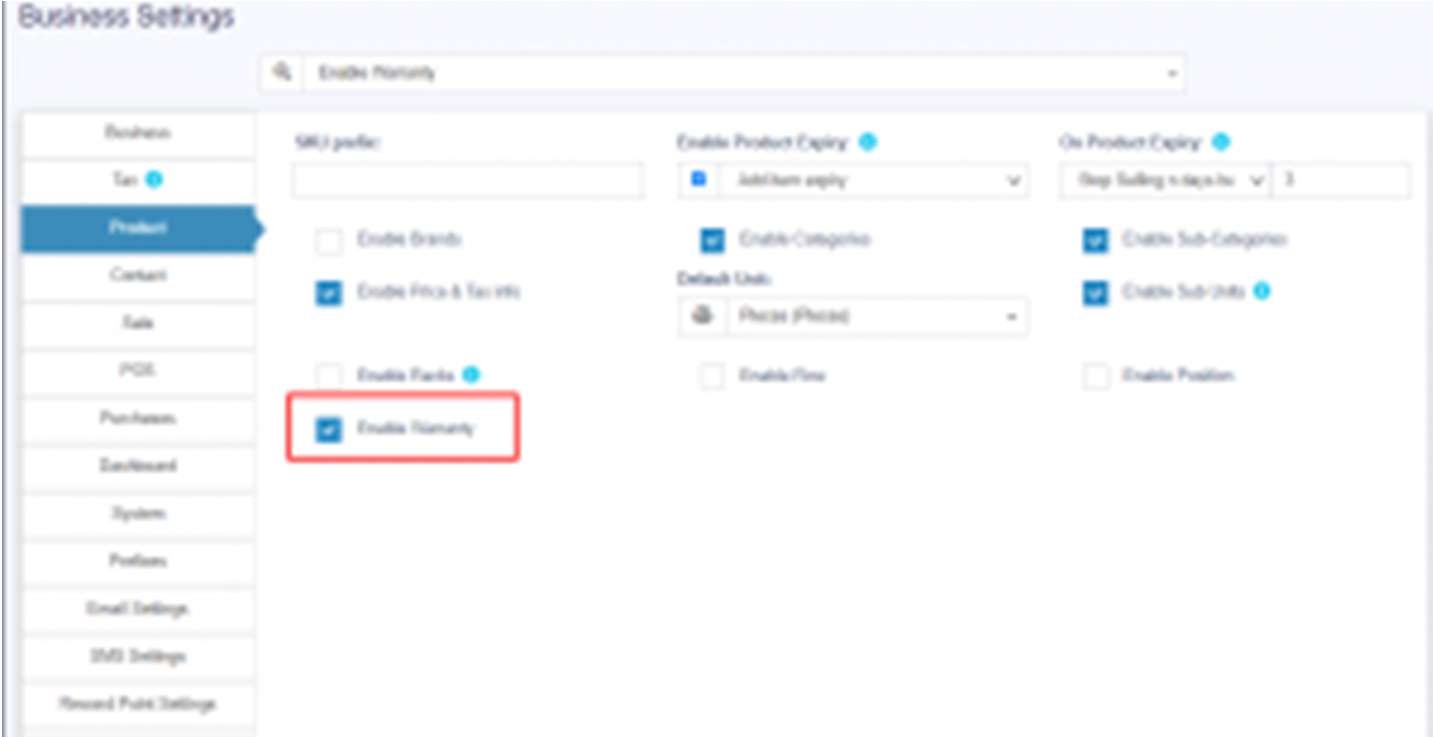 Business Settings
Enable Warranty
Business
Tax
Product
Contact
Sale
POS
Purchases
Dashboard
System
Prefixes
Email Settings
SMS Settings
Reward Point Settings
SKU prefix:
Enable Product Expiry:
On Product Expiry:
Add item expiry
Stop Selling n days
Enable Brands
Enable Categories
Enable Sub-Categories
Enable Price & Tax info
Default Unit:
Pieces
Enable Sub Units
Enable Racks
Enable Row
Enable Position
Enable Warranty